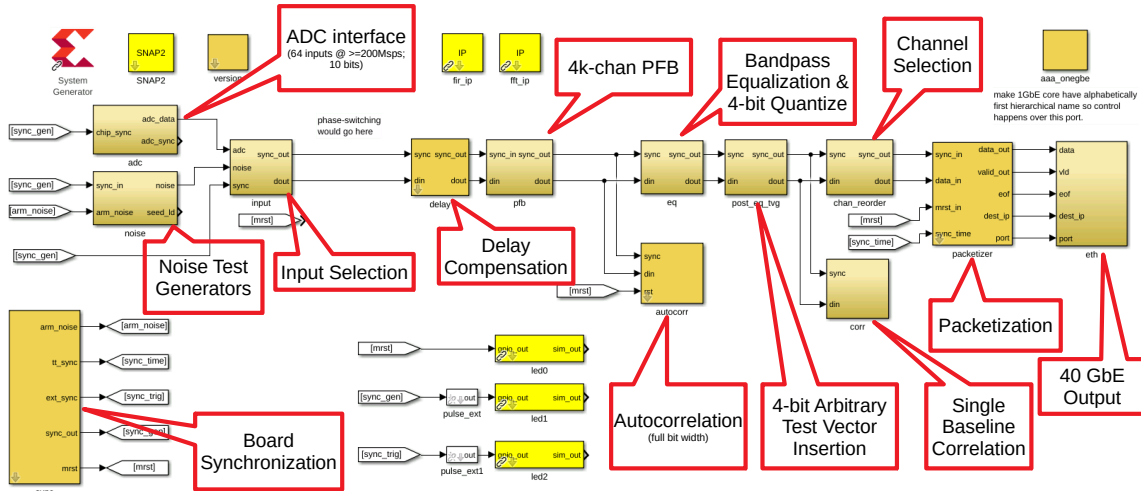 System
Generator
SNAP2
SNAP2
version
ADC interface
(64 inputs @ >=200Msps;
10 bits)
IP
fir_ip
IP
fft_ip
4k-chan PFB
Bandpass
Equalization &
4-bit Quantize
Channel
Selection
aaa_onegbe
make 1GbE core have alphabetically
first hierarchical name so control
happens over this port.
phase-switching
would go here
[sync_gen]
chip_sync
adc_data
adc_sync
adc
[sync_gen]
[arm_noise]
sync_in
arm_noise
noise
seed_ld
noise
[sync_gen]
adc
noise
sync
sync_out
dout
input
[mrst]
sync
din
sync_out
dout
delay
sync_in
din
sync_out
dout
pfb
sync
din
sync_out
dout
eq
sync
din
sync_out
dout
post_eq_tvg
sync
din
sync_out
dout
chan_reorder
[mrst]
[sync_time]
sync_in
data_in
mrst_in
sync_time
data_out
valid_out
eof
dest_ip
port
packetizer
data
vld
eof
dest_ip
port
eth
Noise Test
Generators
Input Selection
Delay
Compensation
[mrst]
sync
din
rst
autocorr
sync
din
corr
Packetization
40 GbE
Output
arm_noise
tt_sync
ext_sync
sync_out
mrst
[arm_noise]
[sync_time]
[sync_trig]
[sync_gen]
[mrst]
Board
Synchronization
[mrst]
gpio_out
sim_out
led0
[sync_gen]
out
pulse_ext
gpio_out
sim_out
led1
[sync_trig]
out
pulse_ext1
gpio_out
sim_out
led2
Autocorrelation
(full bit width)
4-bit Arbitrary
Test Vector
Insertion
Single
Baseline
Correlation